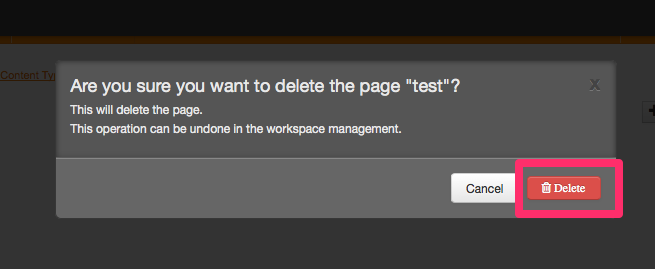 Content Ty
Are you sure you want to delete the page "test"?
X
This will delete the page.
This operation can be undone in the workspace management.
Cancel
Delete